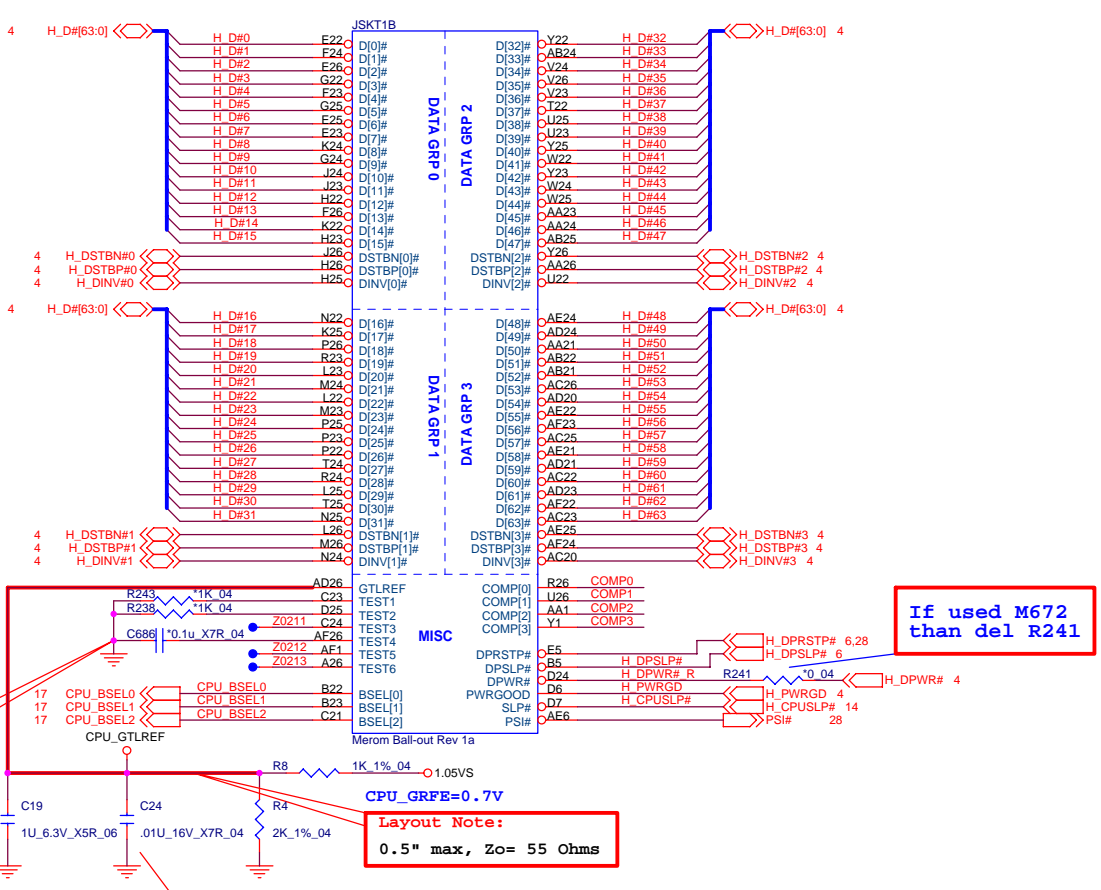 JSKT1B
4 H_D#[63:0] H_D#[63:0] 4
H_D#0 E22 D[0]# D[32]# Y22 H_D#32
H_D#1 F24 D[1]# D[33]# AB24 H_D#33
H_D#2 E26 D[2]# D[34]# V24 H_D#34
H_D#3 G22 D[3]# D[35]# V26 H_D#35
H_D#4 F23 D[4]# D[36]# V23 H_D#36
H_D#5 G25 D[5]# D[37]# T22 H_D#37
H_D#6 E25 D[6]# D[38]# U25 H_D#38
H_D#7 E23 D[7]# D[39]# U23 H_D#39
H_D#8 K24 D[8]# D[40]# Y25 H_D#40
H_D#9 G24 D[9]# D[41]# W22 H_D#41
H_D#10 J24 D[10]# D[42]# Y23 H_D#42
H_D#11 J23 D[11]# D[43]# W24 H_D#43
H_D#12 H22 D[12]# D[44]# W25 H_D#44
H_D#13 F26 D[13]# D[45]# AA23 H_D#45
H_D#14 K22 D[14]# D[46]# AA24 H_D#46
H_D#15 H23 D[15]# D[47]# AB25 H_D#47
4 H_DSTBN#0 J26 DSTBN[0]# DSTBN[2]# Y26 H_DSTBN#2 4
4 H_DSTBP#0 H26 DSTBP[0]# DSTBP[2]# AA26 H_DSTBP#2 4
4 H_DINV#0 H25 DINV[0]# DINV[2]# U22 H_DINV#2 4
DATA GRP 0
DATA GRP 2
4 H_D#[63:0] H_D#[63:0] 4
H_D#16 N22 D[16]# D[48]# AE24 H_D#48
H_D#17 K25 D[17]# D[49]# AD24 H_D#49
H_D#18 P26 D[18]# D[50]# AA21 H_D#50
H_D#19 R23 D[19]# D[51]# AB22 H_D#51
H_D#20 L23 D[20]# D[52]# AB21 H_D#52
H_D#21 M24 D[21]# D[53]# AC26 H_D#53
H_D#22 L22 D[22]# D[54]# AD20 H_D#54
H_D#23 M23 D[23]# D[55]# AE22 H_D#55
H_D#24 P25 D[24]# D[56]# AF23 H_D#56
H_D#25 P23 D[25]# D[57]# AC25 H_D#57
H_D#26 P22 D[26]# D[58]# AE21 H_D#58
H_D#27 T24 D[27]# D[59]# AD21 H_D#59
H_D#28 R24 D[28]# D[60]# AC22 H_D#60
H_D#29 L25 D[29]# D[61]# AD23 H_D#61
H_D#30 T25 D[30]# D[62]# AF22 H_D#62
H_D#31 N25 D[31]# D[63]# AC23 H_D#63
4 H_DSTBN#1 L26 DSTBN[1]# DSTBN[3]# AE25 H_DSTBN#3 4
4 H_DSTBP#1 M26 DSTBP[1]# DSTBP[3]# AF24 H_DSTBP#3 4
4 H_DINV#1 N24 DINV[1]# DINV[3]# AC20 H_DINV#3 4
DATA GRP 1
DATA GRP 3
AD26 GTLREF COMP[0] R26 COMP0
R243 *1K_04 C23 TEST1 COMP[1] U26 COMP1
R238 *1K_04 D25 TEST2 COMP[2] AA1 COMP2
Z0211 C24 TEST3 COMP[3] Y1 COMP3
C686 *0.1u_X7R_04 AF26 TEST4
Z0212 AF1 TEST5
Z0213 A26 TEST6
MISC
DPRSTP# E5 H_DPRSTP# 6,28
DPSLP# B5 H_DPSLP# H_DPSLP# 6
DPWR# D24 H_DPWR#_R R241 *0_04 H_DPWR# 4
17 CPU_BSEL0 CPU_BSEL0 B22 BSEL[0] PWRGOOD D6 H_PWRGD H_PWRGD 4
17 CPU_BSEL1 CPU_BSEL1 B23 BSEL[1] SLP# D7 H_CPUSLP# H_CPUSLP# 14
17 CPU_BSEL2 CPU_BSEL2 C21 BSEL[2] PSI# AE6 PSI# 28
If used M672
than del R241
Merom Ball-out Rev 1a
CPU_GTLREF
R8 1K_1%_04 1.05VS
CPU_GRFE=0.7V
C19 1U_6.3V_X5R_06
C24 .01U_16V_X7R_04
R4 2K_1%_04
Layout Note:
0.5" max, Zo= 55 Ohms